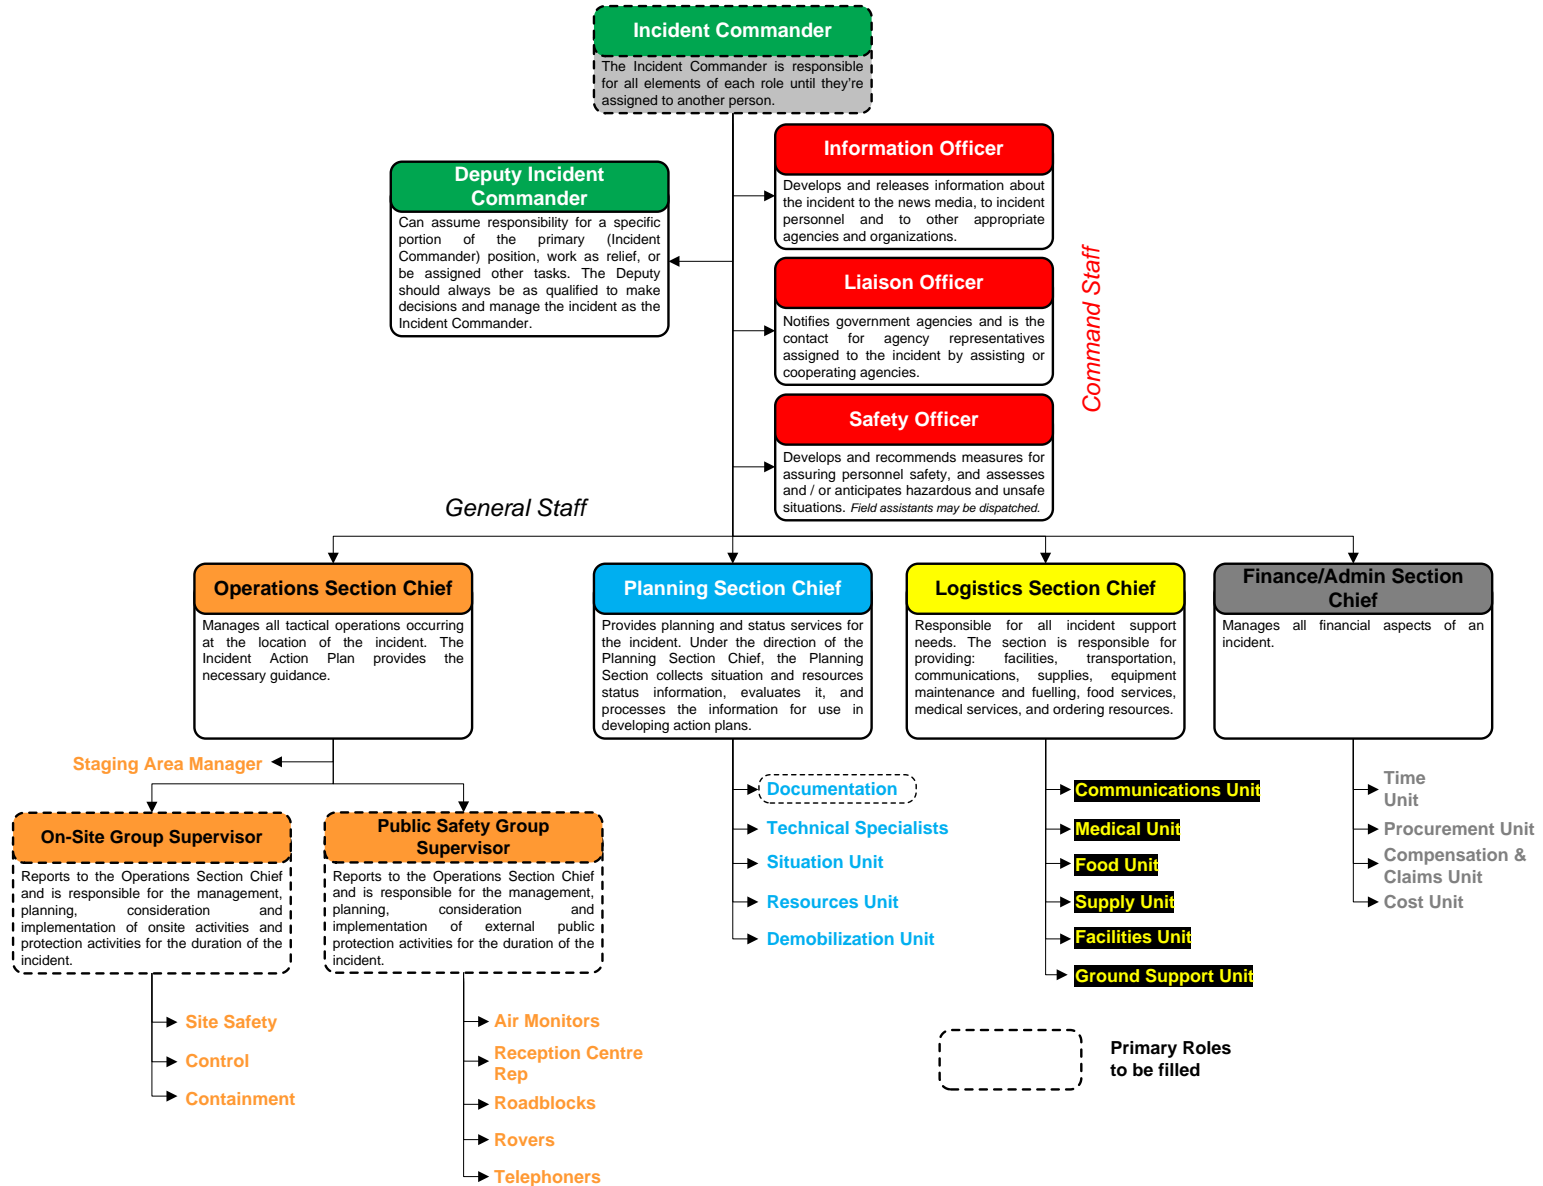 Incident Commander
The Incident Commander is responsible
for all elements of each role until they're
assigned to another person.
Information Officer
Develops and releases information about
the incident to the news media, to incident
personnel and to other appropriate
agencies and organizations.
Deputy Incident
Commander
Can assume responsibility for a specific
portion of the primary (Incident
Commander) position, work as relief, or
be assigned other tasks. The Deputy
should always be as qualified to make
decisions and manage the incident as the
Incident Commander.
Liaison Officer
Notifies government agencies and is the
contact for agency representatives
assigned to the incident by assisting or
cooperating agencies.
Command Staff
Safety Officer
Develops and recommends measures for
assuring personnel safety, and assesses
and / or anticipates hazardous and unsafe
situations. Field assistants may be dispatched.
General Staff
Operations Section Chief
Manages all tactical operations occurring
at the location of the incident. The
Incident Action Plan provides the
necessary guidance.
Planning Section Chief
Provides planning and status services for
the incident. Under the direction of the
Planning Section Chief, the Planning
Section collects situation and resources
status information, evaluates it, and
processes the information for use in
developing action plans.
Logistics Section Chief
Responsible for all incident support
needs. The section is responsible for
providing: facilities, transportation,
communications, supplies, equipment
maintenance and fuelling, food services,
medical services, and ordering resources.
Finance/Admin Section
Chief
Manages all financial aspects of an
incident.
Staging Area Manager
On-Site Group Supervisor
Reports to the Operations Section Chief
and is responsible for the management,
planning, consideration and
implementation of onsite activities and
protection activities for the duration of the
incident.
Site Safety
Control
Containment
Public Safety Group
Supervisor
Reports to the Operations Section Chief
and is responsible for the management,
planning, consideration and
implementation of external public
protection activities for the duration of the
incident.
Air Monitors
Reception Centre
Rep
Roadblocks
Rovers
Telephoners
Documentation
Technical Specialists
Situation Unit
Resources Unit
Demobilization Unit
Communications Unit
Medical Unit
Food Unit
Supply Unit
Facilities Unit
Ground Support Unit
Time
Unit
Procurement Unit
Compensation &
Claims Unit
Cost Unit
Primary Roles
to be filled